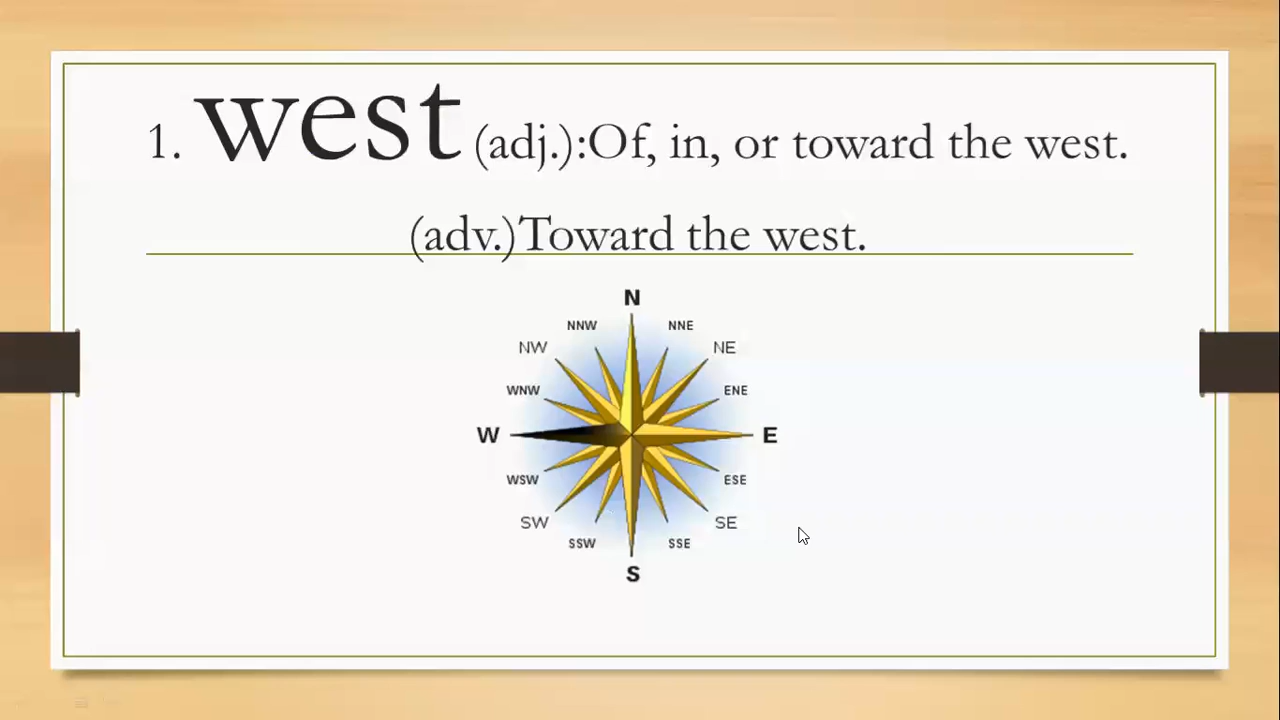 1. west (adj.):Of, in, or toward the west.
(adv.)Toward the west.
N
NNW NNE
NW NE
WNW ENE
W E
WSW ESE
SW SE
SSW SSE
S